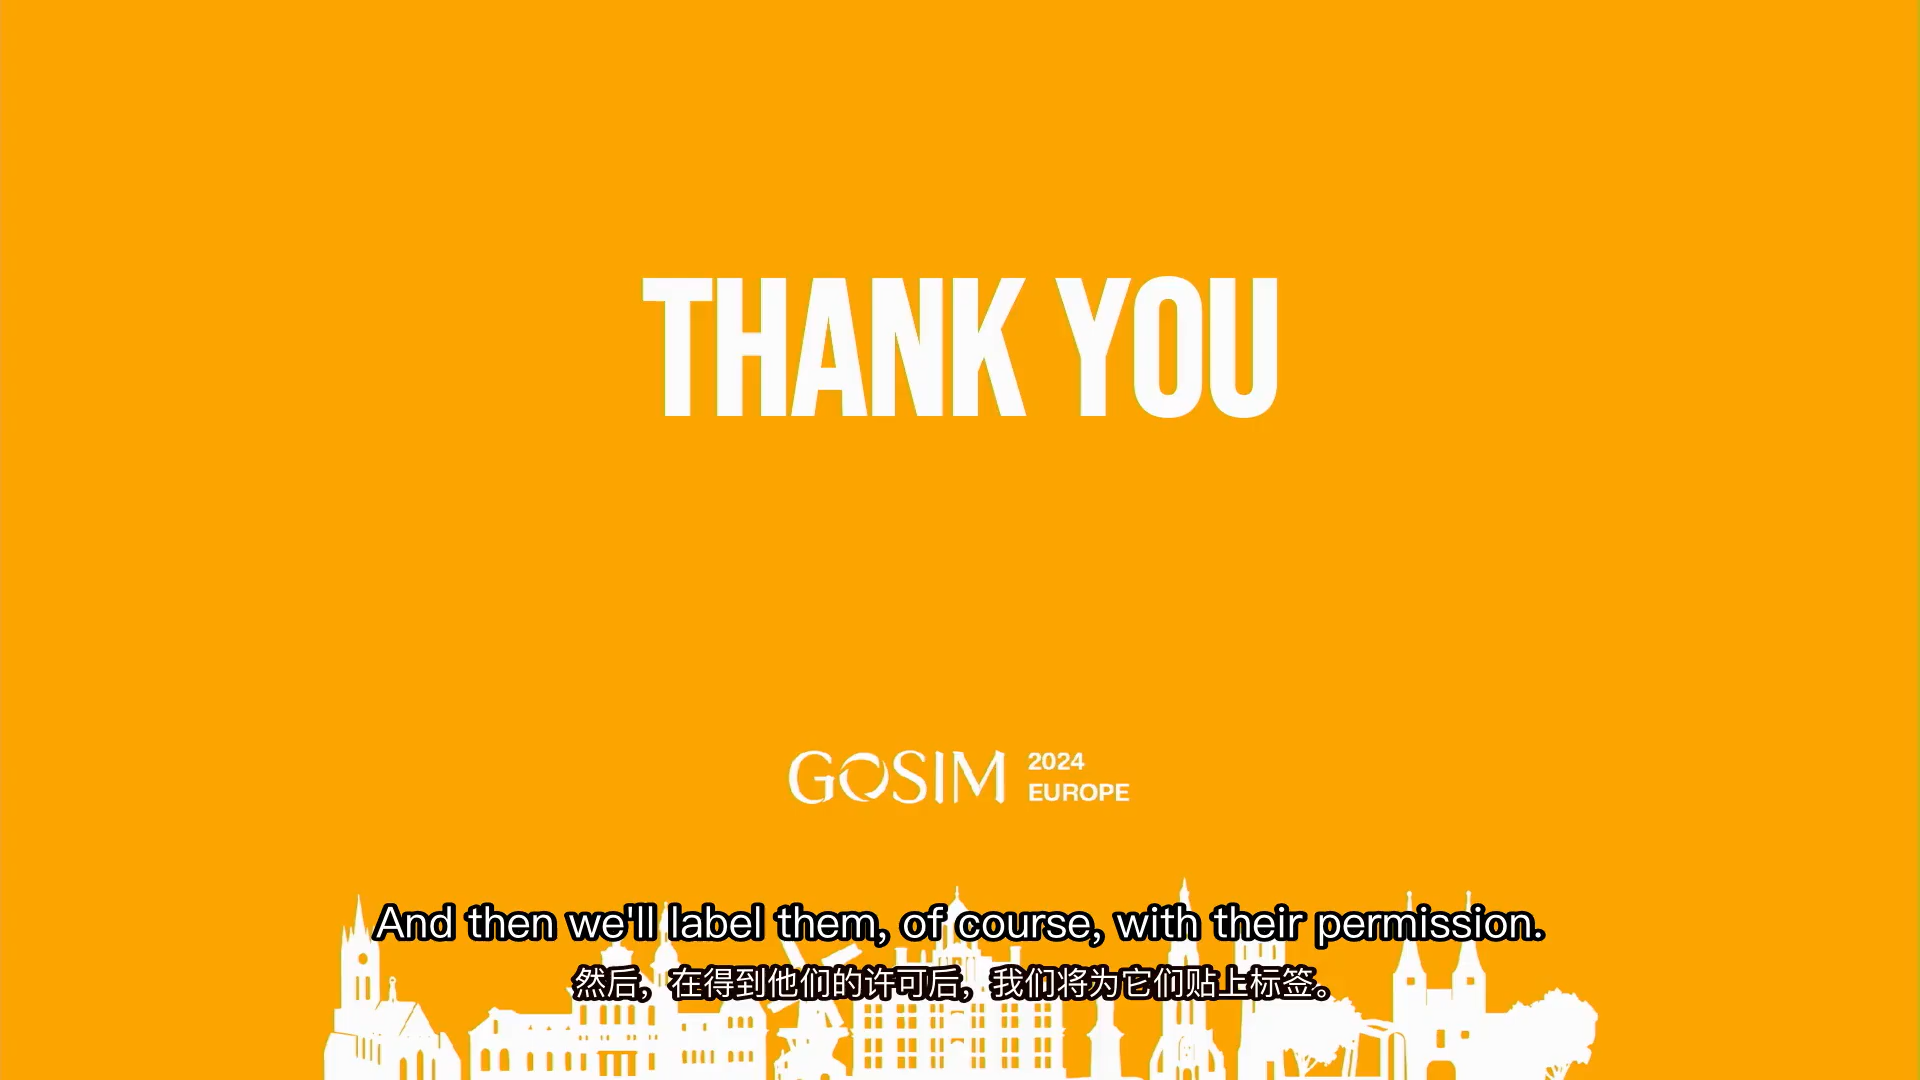 THANK YOU
GOSIM
2024
EUROPE
And then we'll label them, of course, with their permission.
然后，在得到他们的许可后，我们将为它们贴上标签。